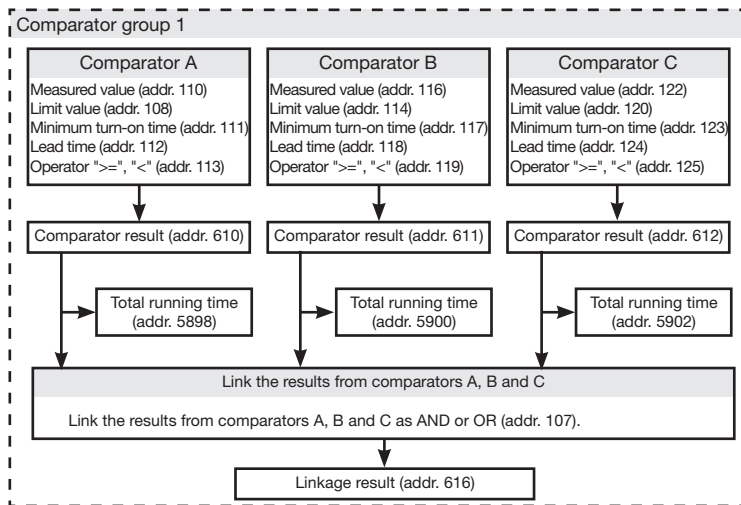 Comparator group 1
Comparator A
Measured value (addr. 110)
Limit value (addr. 108)
Minimum turn-on time (addr. 111)
Lead time (addr. 112)
Operator ">=", "<" (addr. 113)
Comparator B
Measured value (addr. 116)
Limit value (addr. 114)
Minimum turn-on time (addr. 117)
Lead time (addr. 118)
Operator ">=", "<" (addr. 119)
Comparator C
Measured value (addr. 122)
Limit value (addr. 120)
Minimum turn-on time (addr. 123)
Lead time (addr. 124)
Operator ">=", "<" (addr. 125)
Comparator result (addr. 610)
Comparator result (addr. 611)
Comparator result (addr. 612)
Total running time
(addr. 5898)
Total running time
(addr. 5900)
Total running time
(addr. 5902)
Link the results from comparators A, B and C
Link the results from comparators A, B and C as AND or OR (addr. 107).
Linkage result (addr. 616)